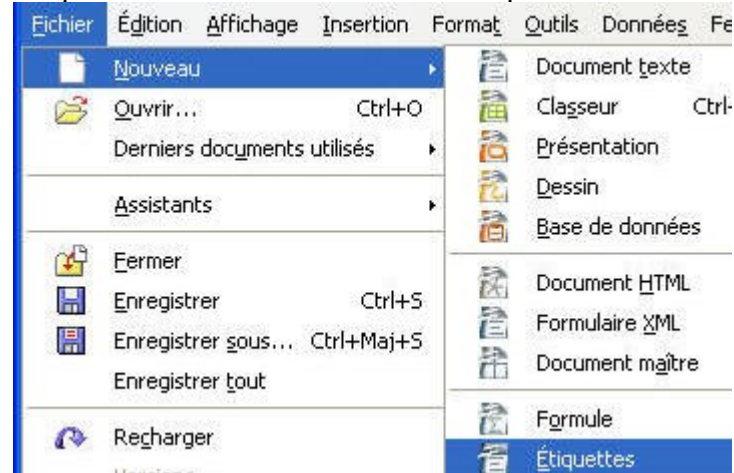 Fichier Édition Affichage Insertion Format Outils Données Fe
Nouveau
Ouvrir... Ctrl+O
Derniers documents utilisés
Assistants
Fermer
Enregistrer Ctrl+S
Enregistrer sous... Ctrl+Maj+S
Enregistrer tout
Recharger
Document texte
Classeur Ctrl+
Présentation
Dessin
Base de données
Document HTML
Formulaire XML
Document maître
Formule
Étiquettes